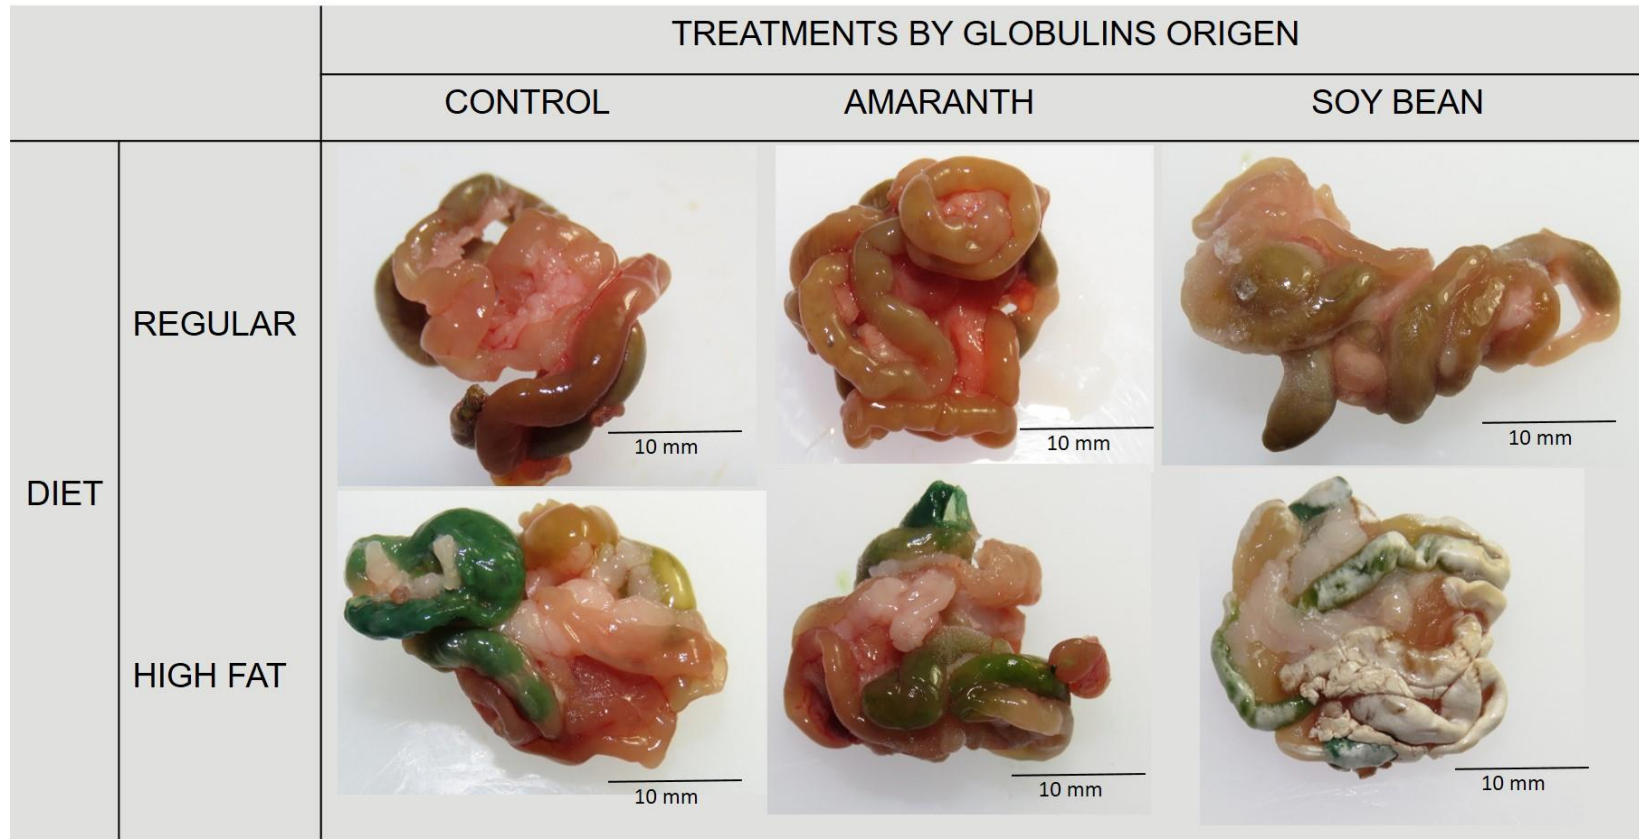 TREATMENTS BY GLOBULINS ORIGEN
CONTROL
AMARANTH
SOY BEAN
DIET
REGULAR
10 mm
10 mm
10 mm
HIGH FAT
10 mm
10 mm
10 mm